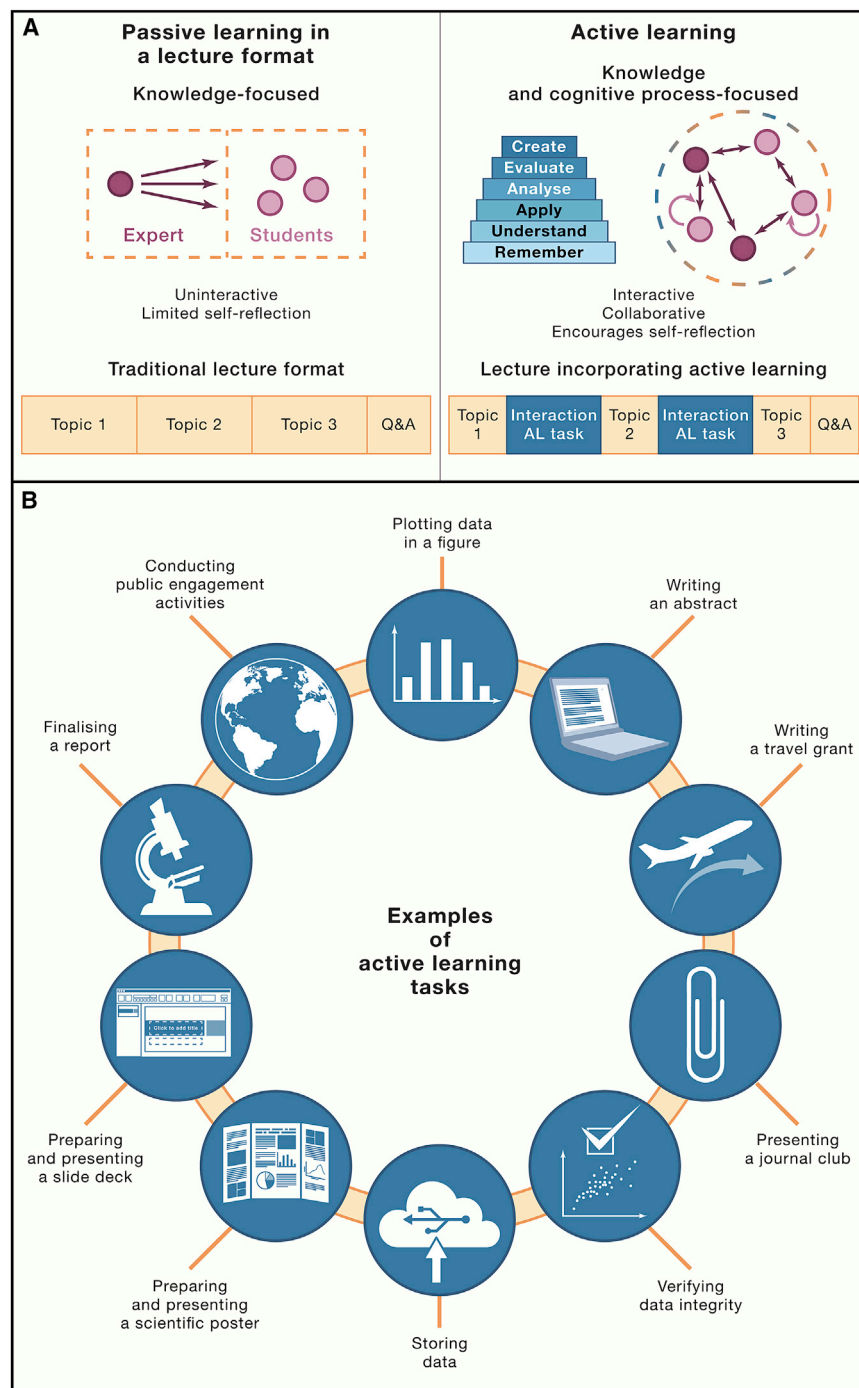 A
Passive learning in
a lecture format
Knowledge-focused
Expert
Students
Uninteractive
Limited self-reflection
Traditional lecture format
Topic 1
Topic 2
Topic 3
Q&A
Active learning
Knowledge
and cognitive process-focused
Create
Evaluate
Analyse
Apply
Understand
Remember
Interactive
Collaborative
Encourages self-reflection
Lecture incorporating active learning
Topic
1
Interaction
AL task
Topic
2
Interaction
AL task
Topic
3
Q&A
B
Plotting data
in a figure
Writing
an abstract
Writing
a travel grant
Presenting
a journal club
Verifying
data integrity
Storing
data
Preparing
and presenting
a scientific poster
Preparing
and presenting
a slide deck
Click to add title
Finalising
a report
Conducting
public engagement
activities
Examples
of
active learning
tasks